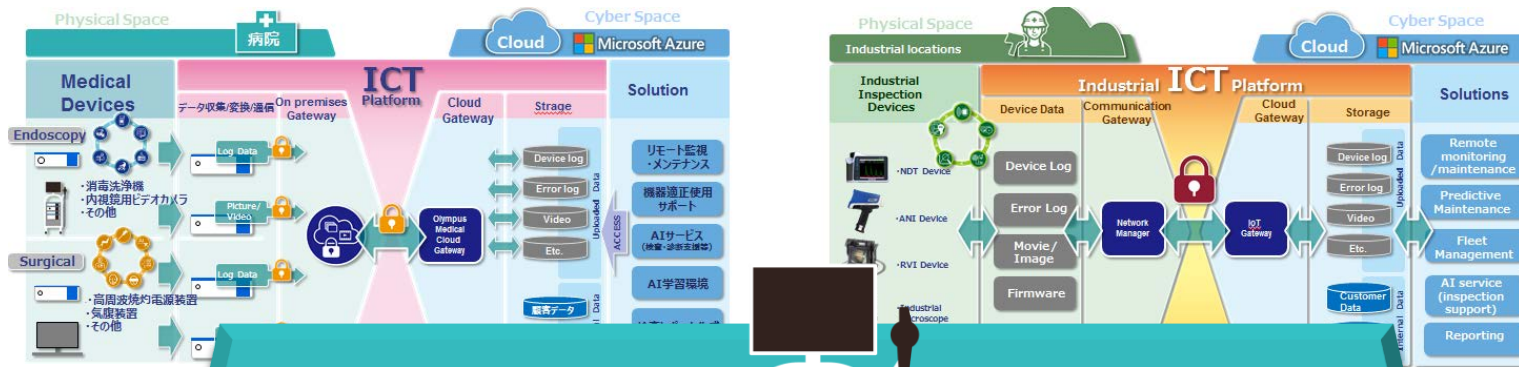 Physical Space
病院
Cyber Space
Cloud
Microsoft Azure
Medical
Devices
ICT
Platform
データ収集/変換/通信
On premises
Gateway
Cloud
Gateway
Strage
Solution
Endoscopy
Log Data
・消毒洗浄機
・内視鏡用ビデオカメラ
・その他
Picture/
Video
Surgical
Log Data
・高周波焼灼電源装置
・気腹装置
・その他
Olympus
Medical
Cloud
Gateway
Device log
Error log
Video
Etc.
Uploaded Data
顧客データ
Data
ACCESS
リモート監視
・メンテナンス
機器適正使用
サポート
AIサービス
(検査・診断支援等)
AI学習環境
Physical Space
Industrial locations
Cyber Space
Cloud
Microsoft Azure
Industrial
Inspection
Devices
Industrial ICT Platform
Device Data
Communication
Gateway
Cloud
Gateway
Storage
Solutions
・NDT Device
・ANI Device
・RVI Device
Industrial
Device Log
Error Log
Movie/
Image
Firmware
Network
Manager
IoT
Gateway
Device log
Error log
Video
Etc.
Uploaded Data
Customer
Data
Internal Data
Remote
monitoring
/maintenance
Predictive
Maintenance
Fleet
Management
AI service
(inspection
support)
Reporting